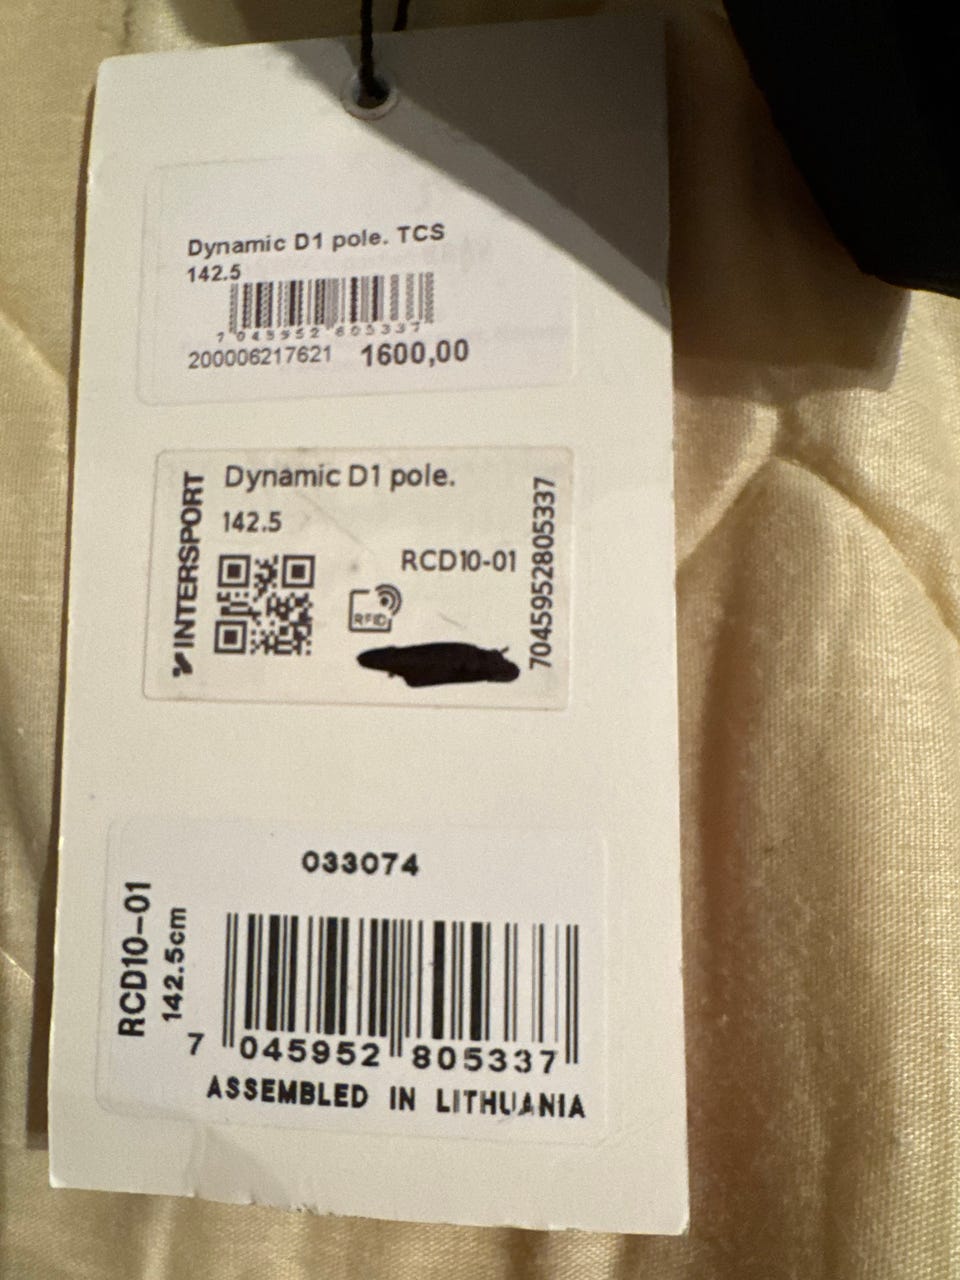 Dynamic D1 pole. TCS
142.5
7 045952 805337
200006217621 1600,00
INTERSPORT
Dynamic D1 pole.
142.5
RCD10-01
RFID
7045952805337
033074
RCD10-01
142.5cm
7 045952 805337
ASSEMBLED IN LITHUANIA